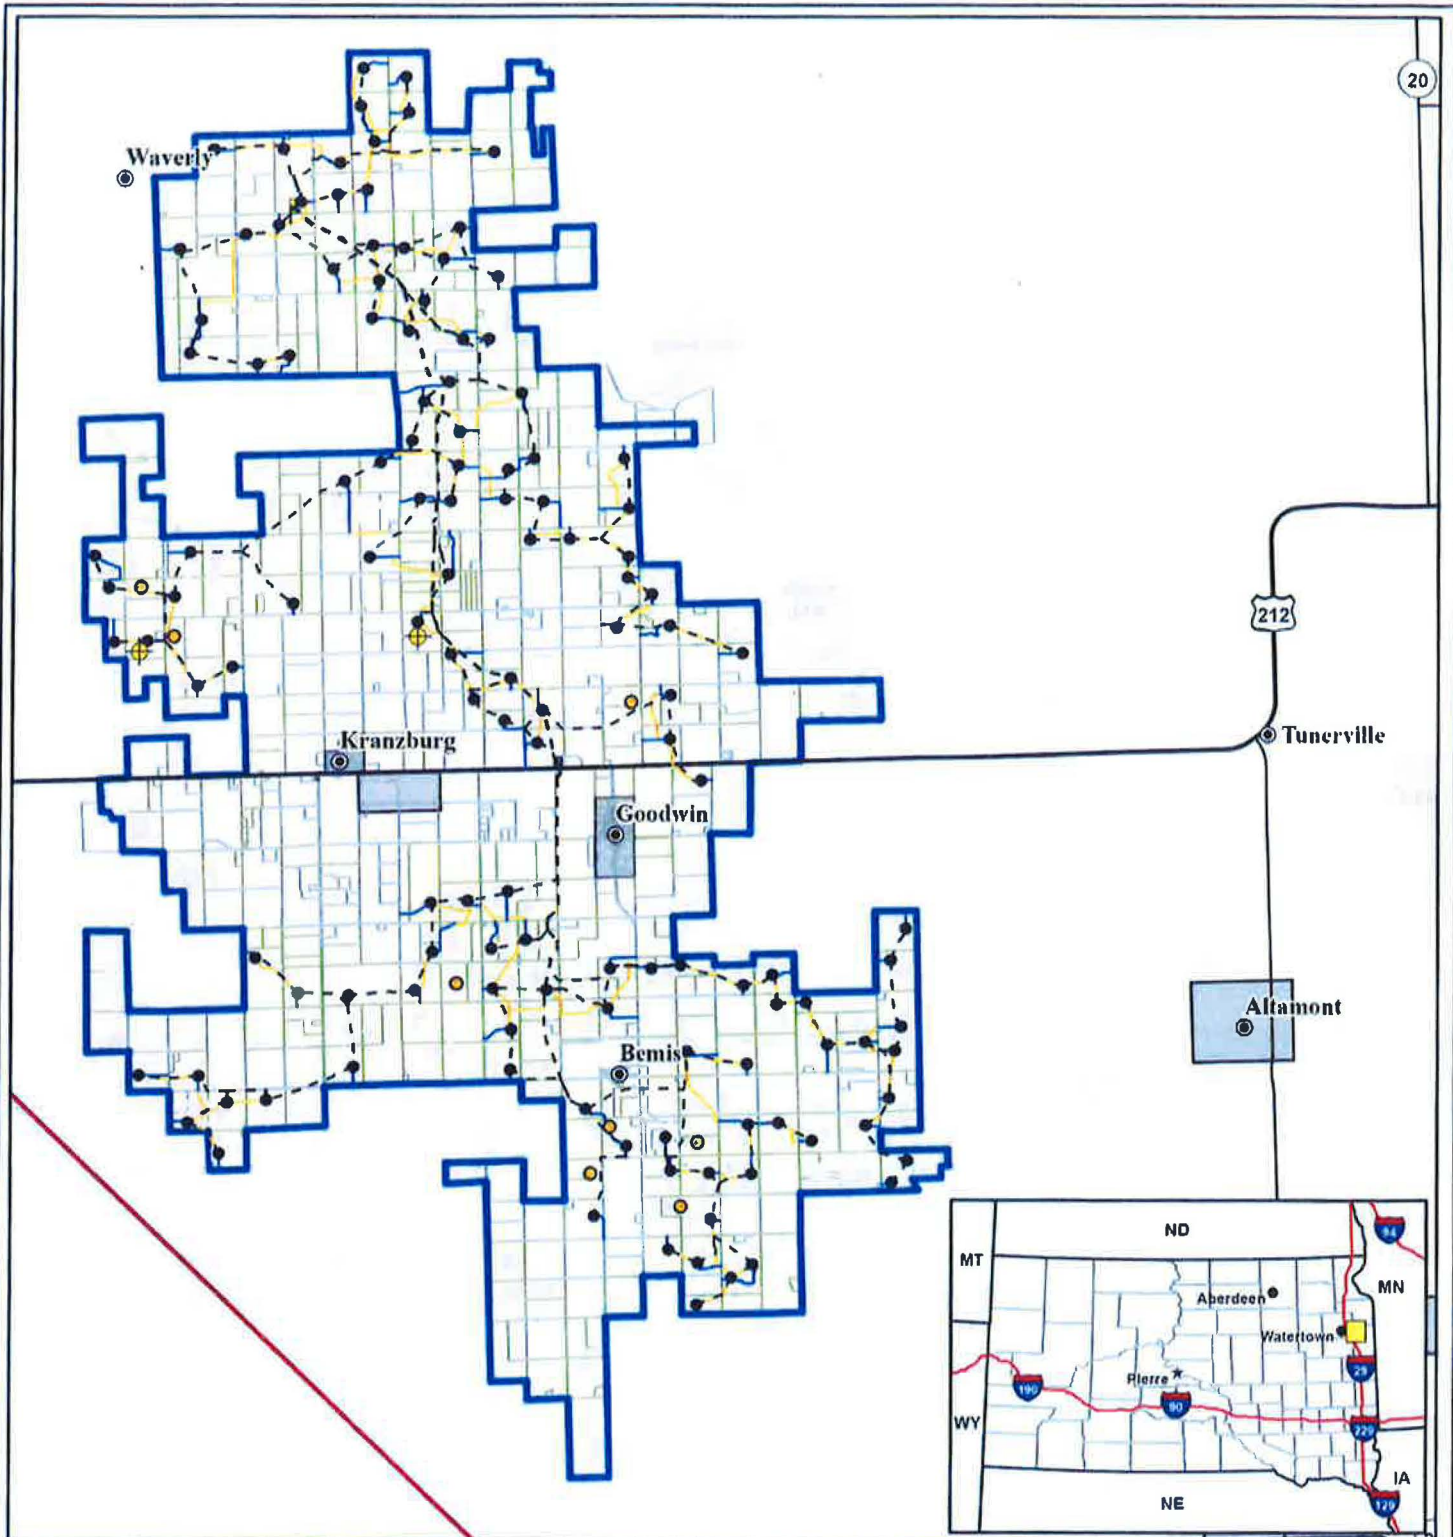 20
Waverly
212
Kranzburg
Tunerville
Goodwin
Altamont
Bemis
ND
MT
94
MN
Aberdeen
Watertown
29
Pierre
190
90
WY
229
IA
NE
129